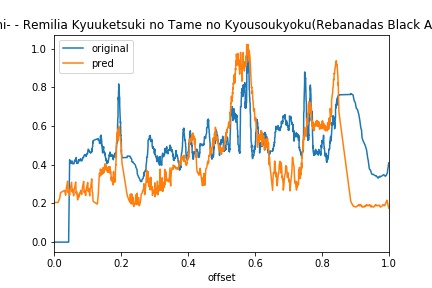 ni- - Remilia Kyuuketsuki no Tame no Kyousoukyoku(Rebanadas Black A
original
pred
1.0
0.8
0.6
0.4
0.2
0.0
0.0 0.2 0.4 0.6 0.8 1.0
offset